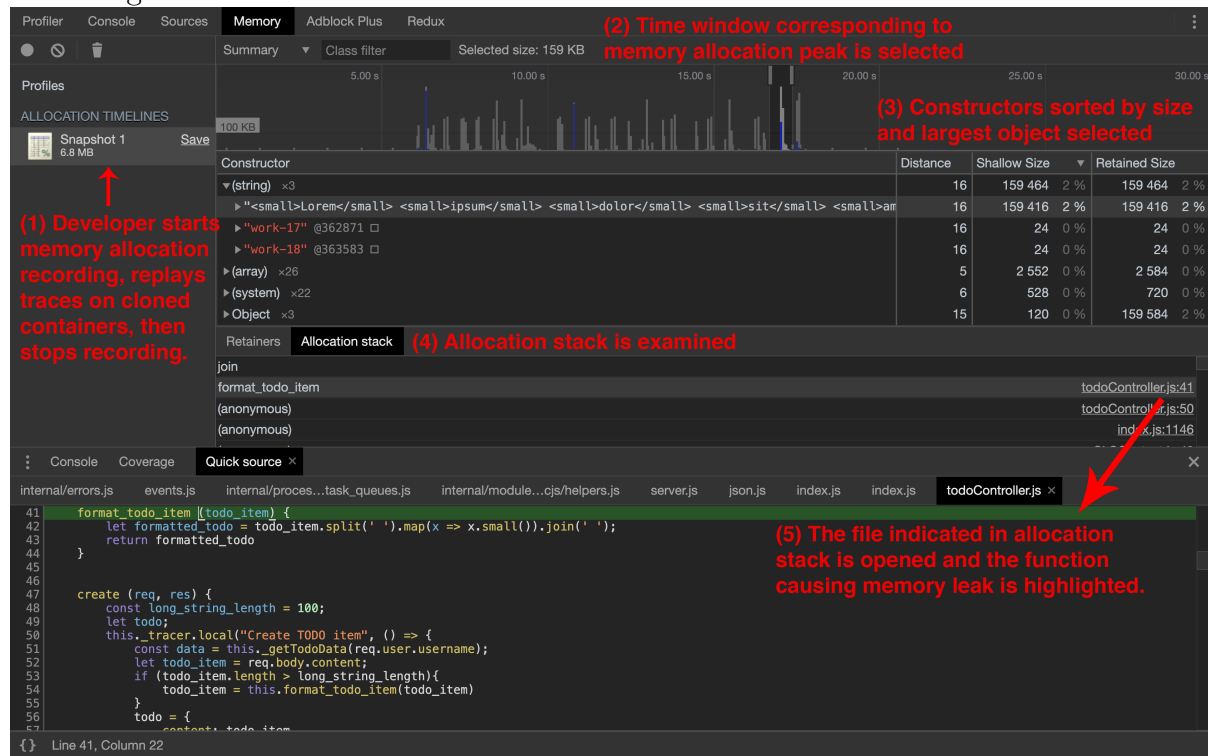 Profiler Console Sources Memory Adblock Plus Redux
(2) Time window corresponding to
memory allocation peak is selected
Summary ▼ Class filter Selected size: 159 KB
Profiles
5.00 s 10.00 s 15.00 s 20.00 s 25.00 s 30.00 s
ALLOCATION TIMELINES
Snapshot 1 Save
6.8 MB
100 KB
(3) Constructors sorted by size
and largest object selected
Constructor Distance Shallow Size ▼ Retained Size
▼(string) ×3 16 159 464 2 % 159 464 2 %
▶"<small>Lorem</small> <small>ipsum</small> <small>dolor</small> <small>sit</small> <small>am 16 159 416 2 % 159 416 2 %
▶"work-17" @362871 □ 16 24 0 % 24 0 %
▶"work-18" @363583 □ 16 24 0 % 24 0 %
▶(array) ×26 5 2 552 0 % 2 584 0 %
▶(system) ×22 6 528 0 % 720 0 %
▶Object ×3 15 120 0 % 159 584 2 %
(1) Developer starts
memory allocation
recording, replays
traces on cloned
containers, then
stops recording.
Retainers Allocation stack
(4) Allocation stack is examined
join
format_todo_item todoController.js:41
(anonymous) todoController.js:50
(anonymous) index.js:1146
Console Coverage Quick source ×
internal/errors.js events.js internal/proces…task_queues.js internal/module…cjs/helpers.js server.js json.js index.js index.js todoController.js ×
41 format_todo_item (todo_item) {
42 let formatted_todo = todo_item.split(' ').map(x => x.small()).join(' ');
43 return formatted_todo
44 }
45
46
47 create (req, res) {
48 const long_string_length = 100;
49 let todo;
50 this._tracer.local("Create TODO item", () => {
51 const data = this._getTodoData(req.user.username);
52 let todo_item = req.body.content;
53 if (todo_item.length > long_string_length){
54 todo_item = this.format_todo_item(todo_item)
55 }
56 todo = {
57 content: todo_item
(5) The file indicated in allocation
stack is opened and the function
causing memory leak is highlighted.
{} Line 41, Column 22